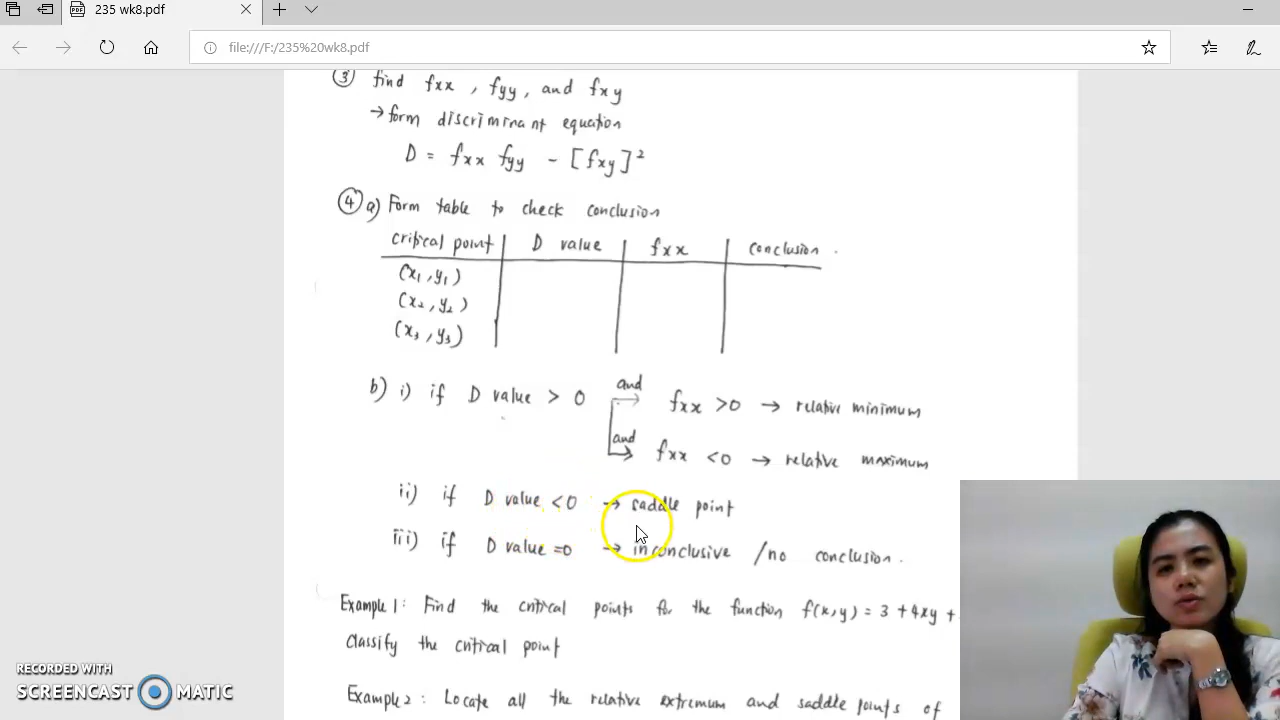 235 wk8.pdf
file:///F:/235%20wk8.pdf
③ find fxx , fyy, and fxy
→ form discriminant equation
D = fxx fyy - [fxy]²
④ a) Form table to check conclusion
critical point | D value | fxx | conclusion
(x₁, y₁)
(x₂, y₂)
(x₃, y₃)
b) i) if D value > 0 and → fxx >0 → relative minimum
and → fxx <0 → relative maximum
ii) if D value <0 → saddle point
iii) if D value =0 → inconclusive /no conclusion.
Example 1: Find the critical points for the function f(x,y) = 3 + 4xy +
Classify the critical point
Example 2: Locate all the relative extremum and saddle points of
RECORDED WITH
SCREENCAST MATIC